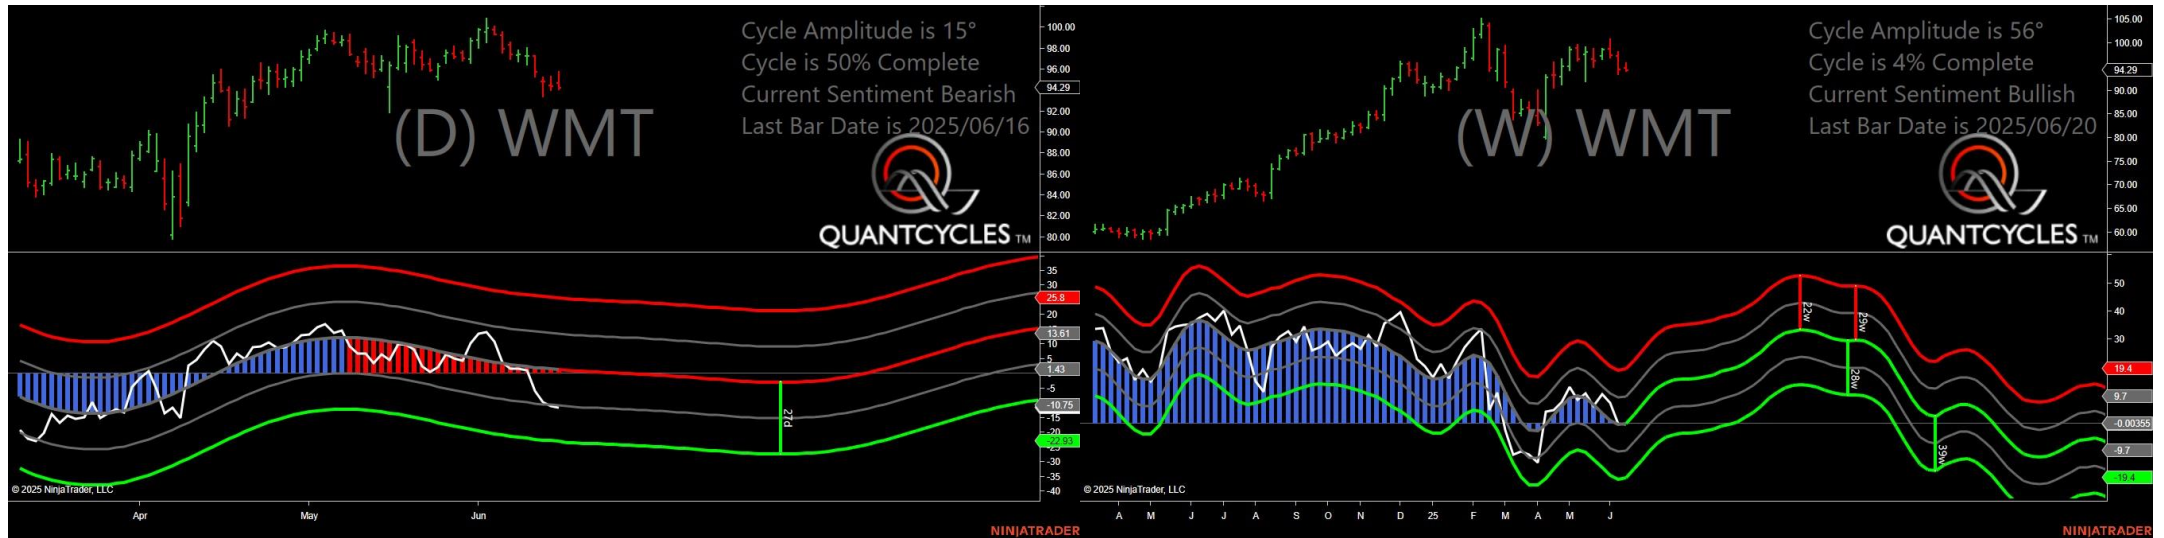 Cycle Amplitude is 15°
Cycle is 50% Complete
Current Sentiment Bearish
Last Bar Date is 2025/06/16
(D) WMT
QUANTCYCLES TM
100.00
98.00
96.00
94.29
92.00
90.00
88.00
86.00
84.00
82.00
80.00
35
30
25.8
20
13.61
10
5
1.43
-5
-10.75
-15
-20
-22.93
-30
-35
-40
27d
© 2025 NinjaTrader, LLC
Apr May Jun
NINJATRADER
Cycle Amplitude is 56°
Cycle is 4% Complete
Current Sentiment Bullish
Last Bar Date is 2025/06/20
(W) WMT
QUANTCYCLES TM
105.00
100.00
94.29
90.00
85.00
80.00
75.00
70.00
65.00
60.00
50
40
30
19.4
9.7
-0.00355
-9.7
-19.4
22w
29w
28w
39w
© 2025 NinjaTrader, LLC
A M J J A S O N D 25 F M A M J
NINJATRADER